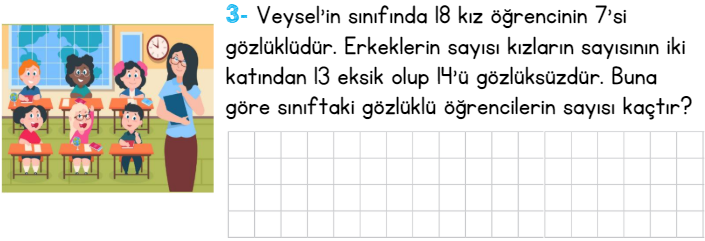 3- Veysel'in sınıfında 18 kız öğrencinin 7'si
gözlüklüdür. Erkeklerin sayısı kızların sayısının iki
katından 13 eksik olup 14'ü gözlüksüzdür. Buna
göre sınıftaki gözlüklü öğrencilerin sayısı kaçtır?